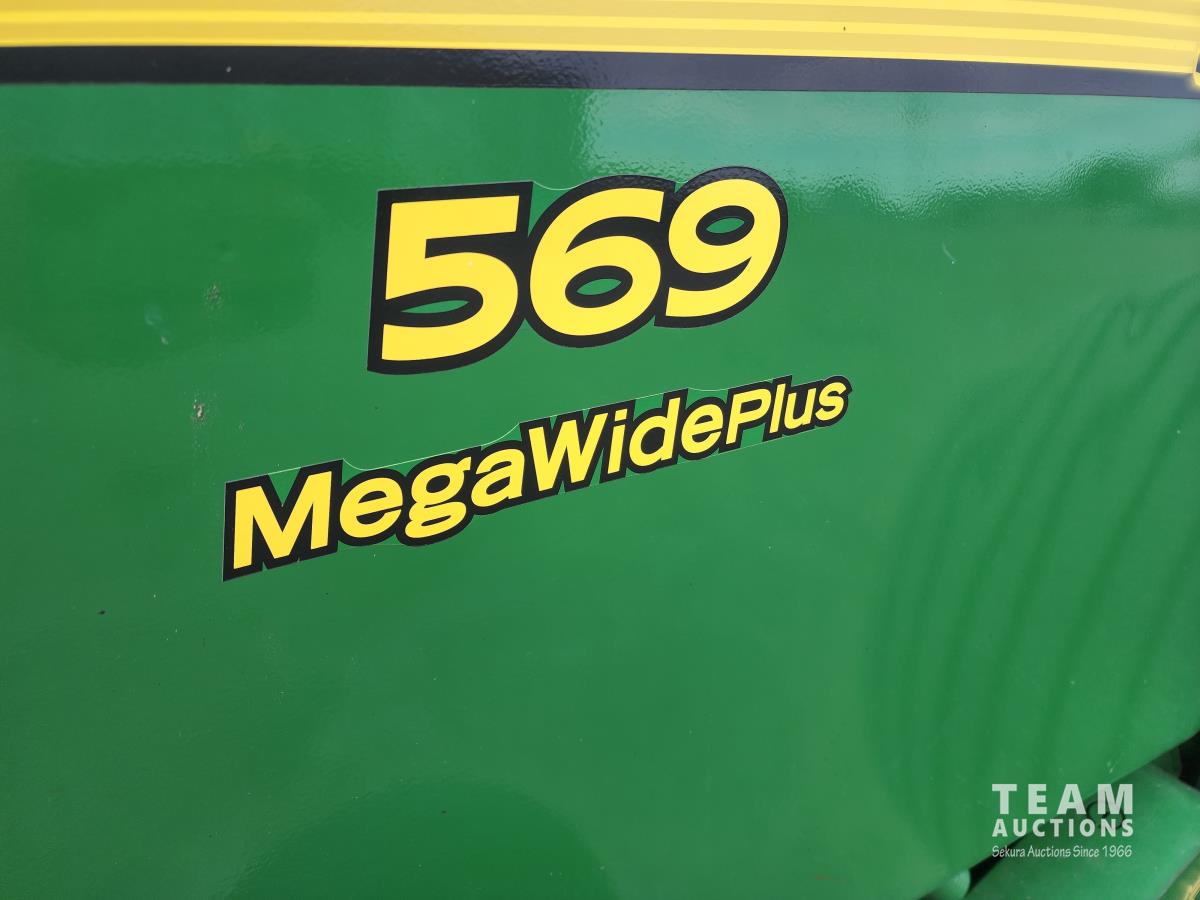 569
MegaWidePlus
TEAM
AUCTIONS
Sekura Auctions Since 1966